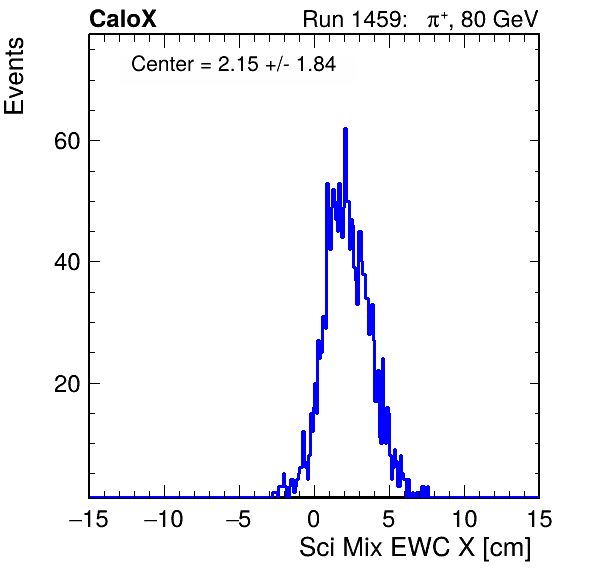 CaloX Run 1459: π⁺, 80 GeV
Center = 2.15 +/- 1.84
Events
60
40
20
−15 −10 −5 0 5 10 15
Sci Mix EWC X [cm]